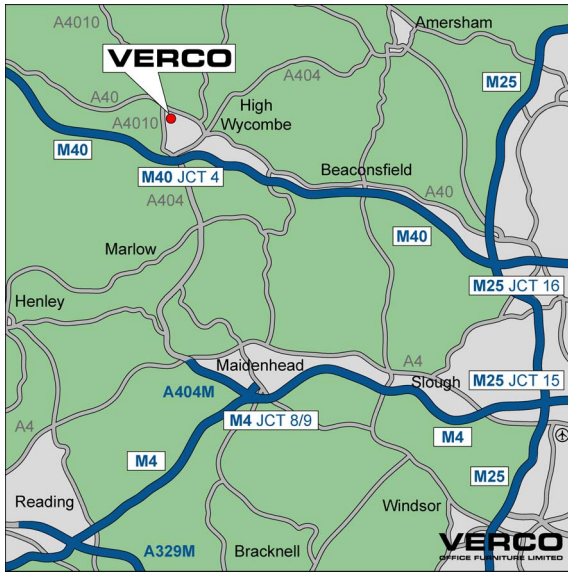 Amersham
A4010
VERCO
A404
M25
A40
High
Wycombe
A4010
M40
M40 JCT 4
Beaconsfield
A40
A404
M40
Marlow
M25 JCT 16
Henley
Maidenhead
A4
Slough
M25 JCT 15
A404M
M4 JCT 8/9
A4
M4
M4
M25
Reading
Windsor
A329M
Bracknell
VERCO
OFFICE FURNITURE LIMITED